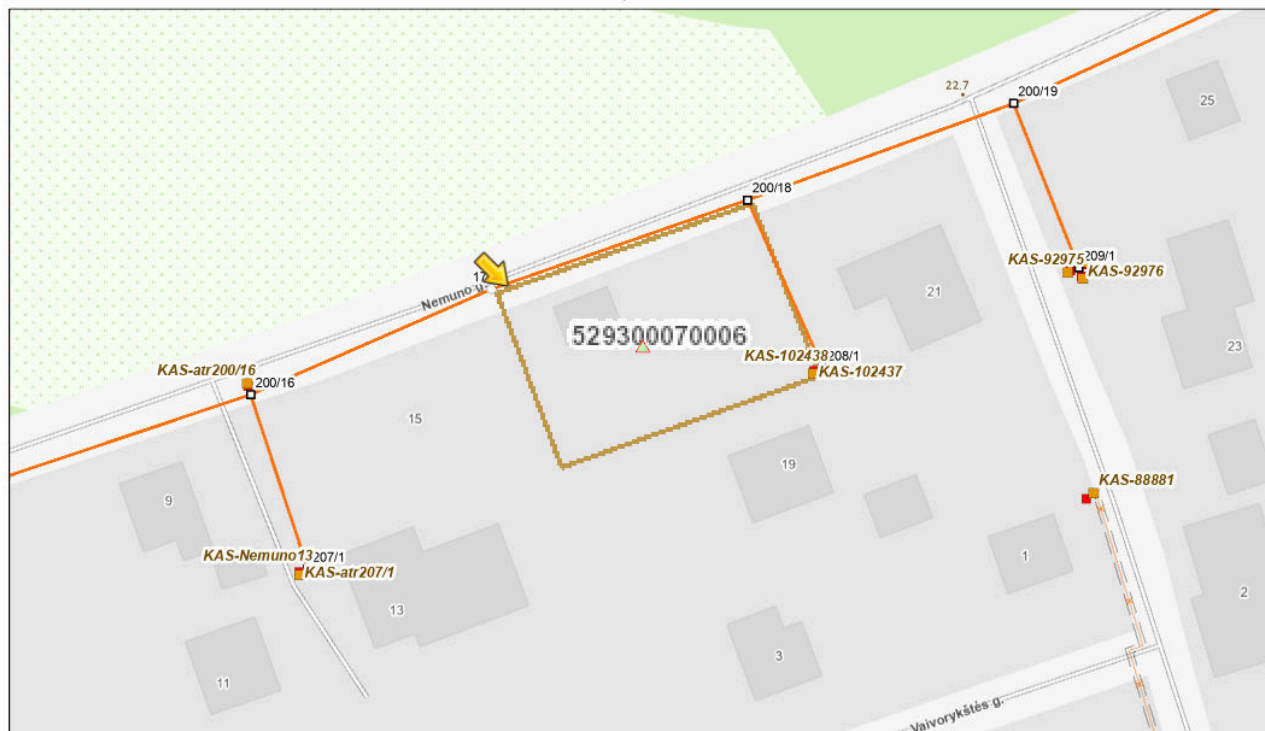 22.7
200/19
25
200/18
KAS-92975
209/1
KAS-92976
17
Nemuno g.
21
529300070006
23
KAS-102438
208/1
KAS-102437
KAS-atr200/16
200/16
15
19
9
KAS-88881
KAS-Nemuno13
207/1
KAS-atr207/1
1
13
2
3
11
Vaivorykštės g.